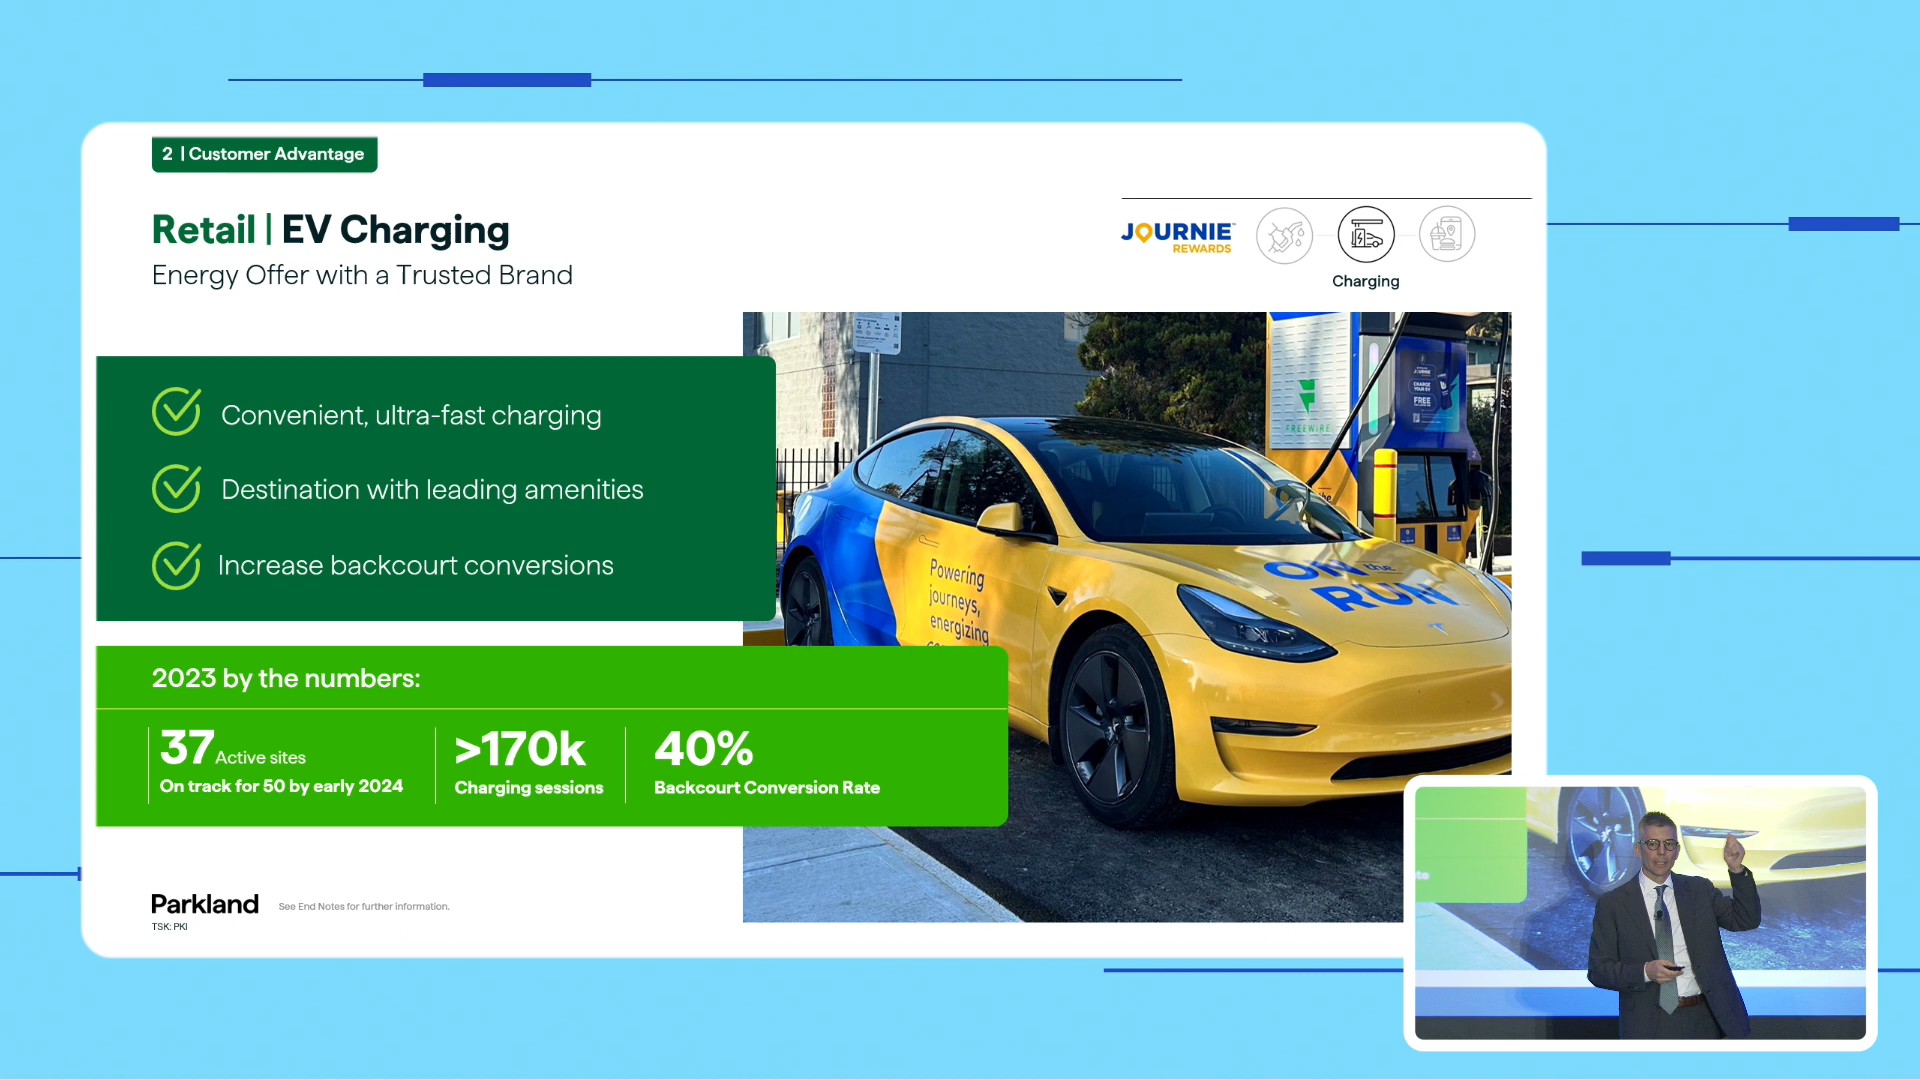 2 | Customer Advantage
Retail | EV Charging
Energy Offer with a Trusted Brand
JOURNIE™
REWARDS
Charging
Convenient, ultra-fast charging
Destination with leading amenities
Increase backcourt conversions
FREEWIRE
Powering
journeys,
energizing
ON the
RUN
2023 by the numbers:
37 Active sites
On track for 50 by early 2024
>170k
Charging sessions
40%
Backcourt Conversion Rate
Parkland
See End Notes for further information.
TSX: PKI